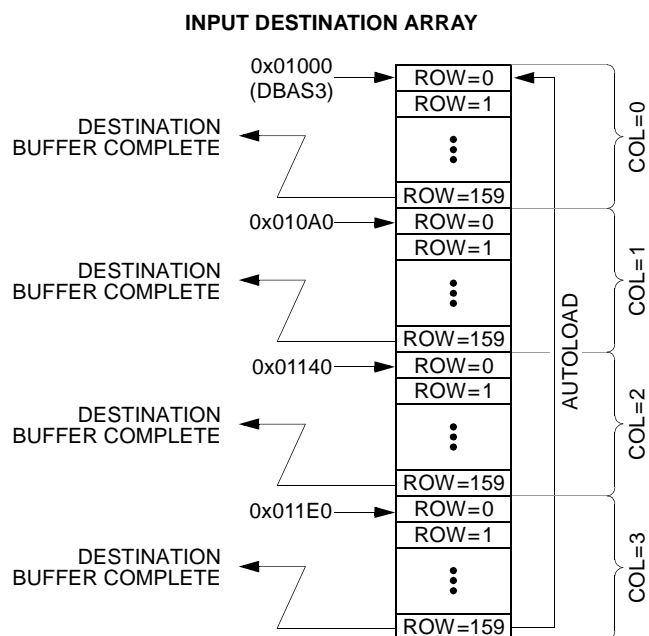 INPUT DESTINATION ARRAY
0x01000
(DBAS3)
ROW=0
ROW=1
DESTINATION
BUFFER COMPLETE
COL=0
ROW=159
0x010A0
ROW=0
ROW=1
DESTINATION
BUFFER COMPLETE
COL=1
ROW=159
AUTOLOAD
0x01140
ROW=0
ROW=1
DESTINATION
BUFFER COMPLETE
COL=2
ROW=159
0x011E0
ROW=0
ROW=1
DESTINATION
BUFFER COMPLETE
COL=3
ROW=159